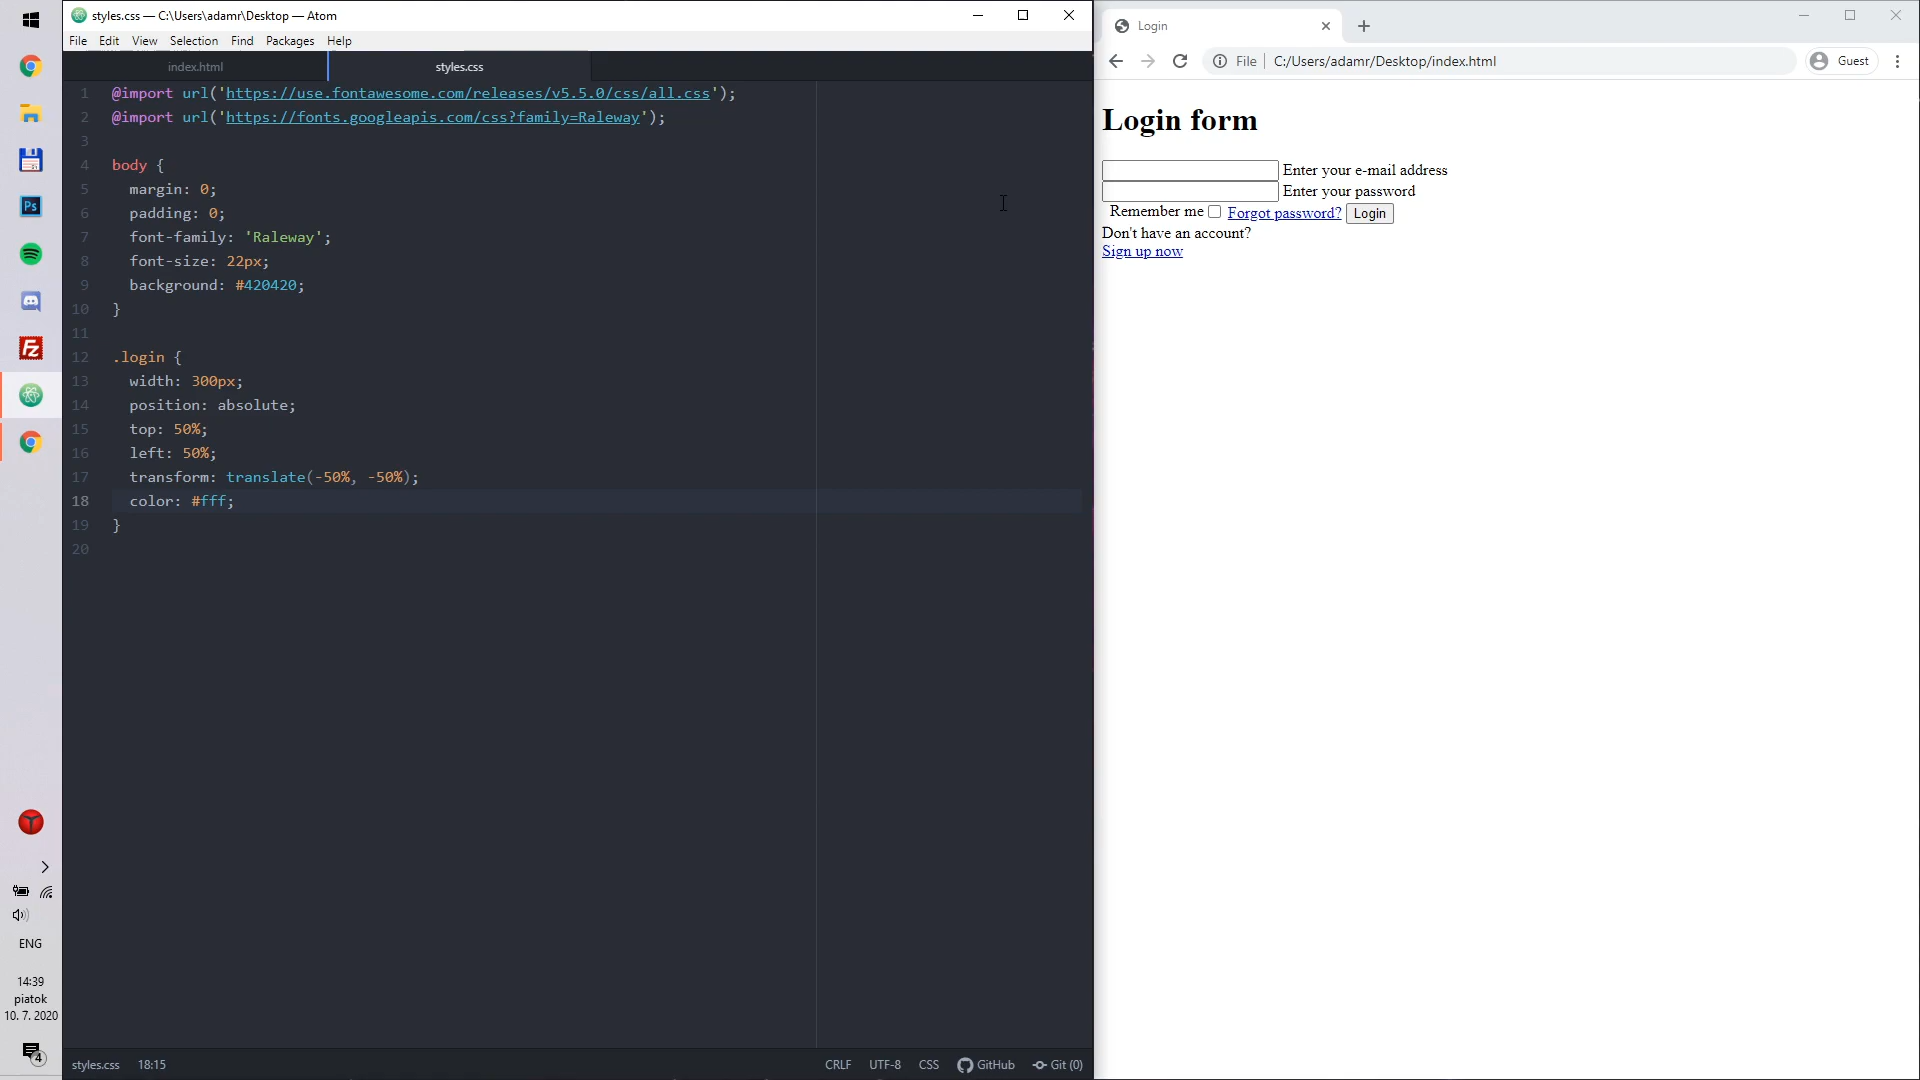 styles.css — C:\Users\adamr\Desktop — Atom
File Edit View Selection Find Packages Help
index.html styles.css
1 @import url('https://use.fontawesome.com/releases/v5.5.0/css/all.css');
2 @import url('https://fonts.googleapis.com/css?family=Raleway');
3
4 body {
5 margin: 0;
6 padding: 0;
7 font-family: 'Raleway';
8 font-size: 22px;
9 background: #420420;
10 }
11
12 .login {
13 width: 300px;
14 position: absolute;
15 top: 50%;
16 left: 50%;
17 transform: translate(-50%, -50%);
18 color: #fff;
19 }
20
styles.css 18:15
CRLF UTF-8 CSS GitHub Git (0)
Login
File C:/Users/adamr/Desktop/index.html Guest
Login form
Enter your e-mail address
Enter your password
Remember me Forgot password? Login
Don't have an account?
Sign up now
Ps
Fz
ENG
14:39
piatok
10. 7. 2020
4